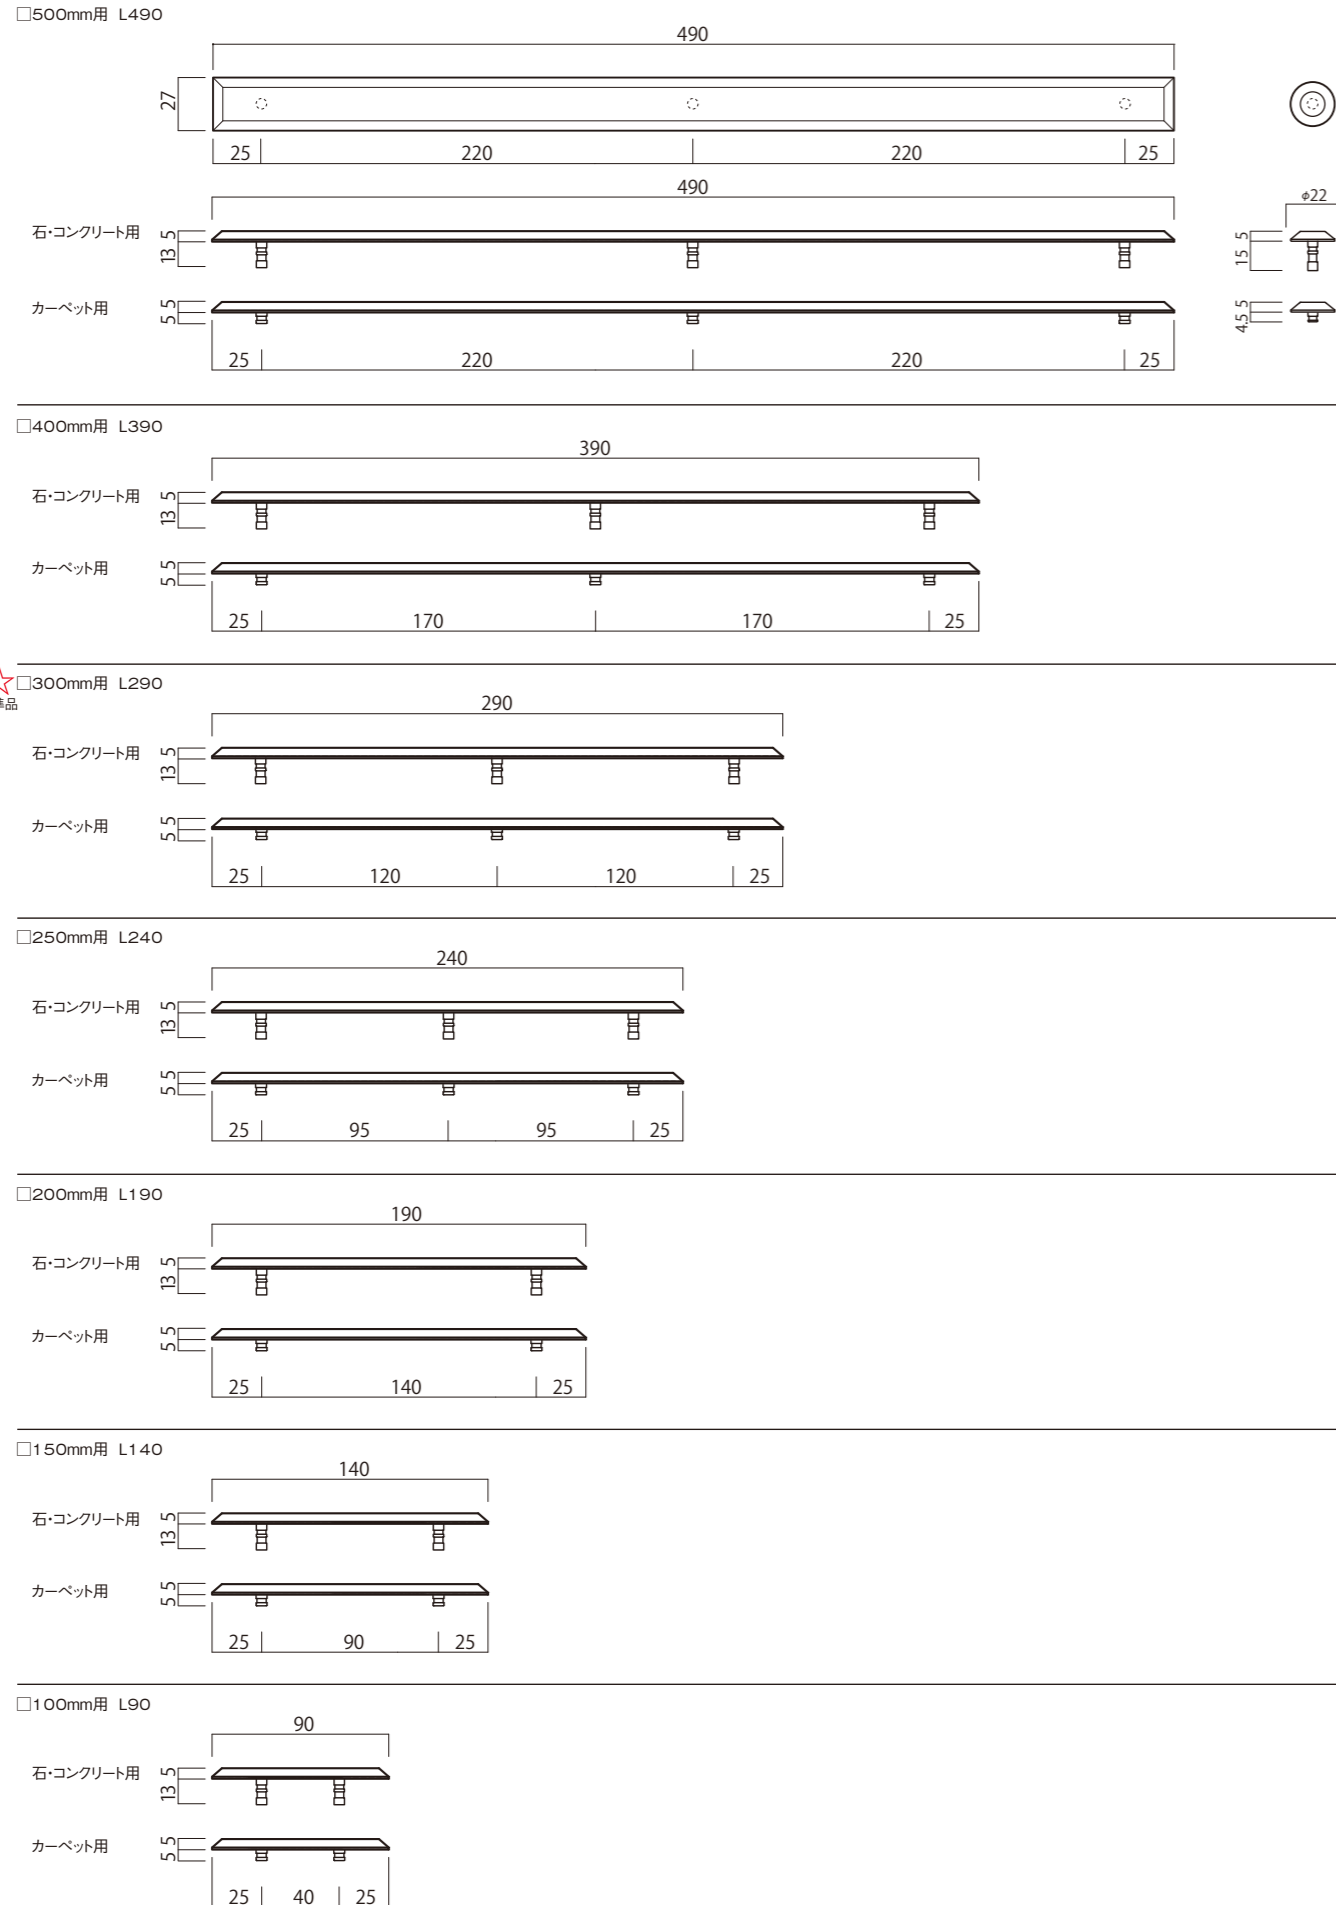 □500mm用 L490
490
27
25 220 220 25
490
φ22
石・コンクリート用 5 13
5 15
カーペット用 5 5
5 4.5
25 220 220 25
□400mm用 L390
390
石・コンクリート用 5 13
カーペット用 5 5
25 170 170 25
□300mm用 L290
品
290
石・コンクリート用 5 13
カーペット用 5 5
25 120 120 25
□250mm用 L240
240
石・コンクリート用 5 13
カーペット用 5 5
25 95 95 25
□200mm用 L190
190
石・コンクリート用 5 13
カーペット用 5 5
25 140 25
□150mm用 L140
140
石・コンクリート用 5 13
カーペット用 5 5
25 90 25
□100mm用 L90
90
石・コンクリート用 5 13
カーペット用 5 5
25 40 25